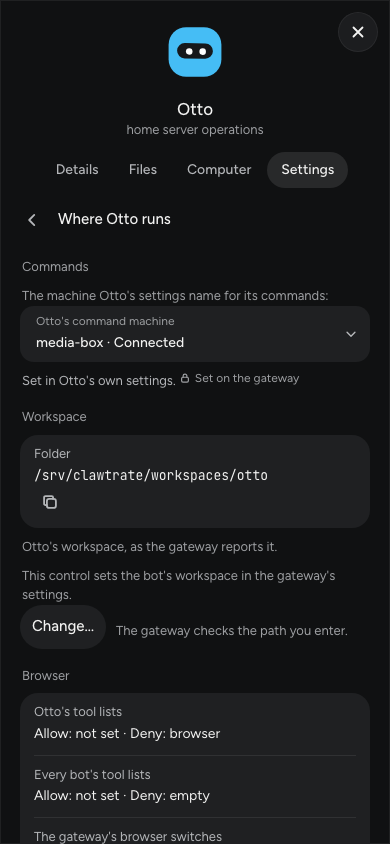 Otto
home server operations
Details Files Computer Settings
Where Otto runs
Commands
The machine Otto's settings name for its commands:
Otto's command machine
media-box · Connected
Set in Otto's own settings. Set on the gateway
Workspace
Folder
/srv/clawtrate/workspaces/otto
Otto's workspace, as the gateway reports it.
This control sets the bot's workspace in the gateway's
settings.
Change... The gateway checks the path you enter.
Browser
Otto's tool lists
Allow: not set · Deny: browser
Every bot's tool lists
Allow: not set · Deny: empty
The gateway's browser switches